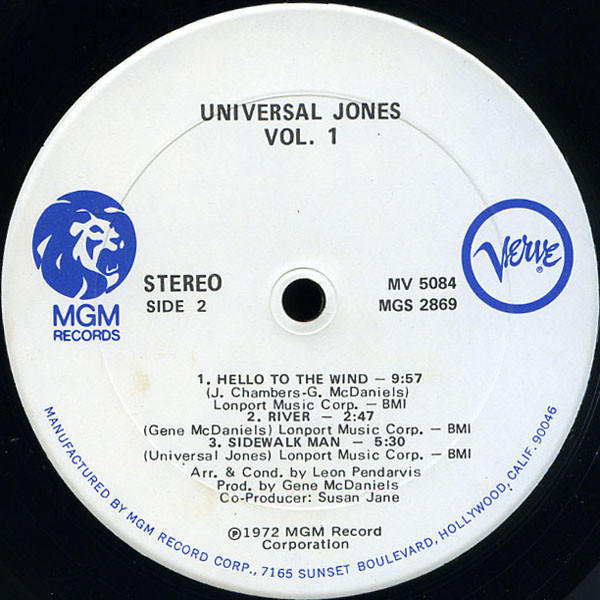 UNIVERSAL JONES
VOL. 1
MGM
RECORDS
STEREO
SIDE 2
MV 5084
MGS 2869
VERVE®
1. HELLO TO THE WIND — 9:57
(J. Chambers-G. McDaniels)
Lonport Music Corp. — BMI
2. RIVER — 2:47
(Gene McDaniels) Lonport Music Corp. — BMI
3. SIDEWALK MAN — 5:30
(Universal Jones) Lonport Music Corp. — BMI
Arr. & Cond. by Leon Pendarvis
Prod. by Gene McDaniels
Co-Producer: Susan Jane
℗1972 MGM Record
Corporation
MANUFACTURED BY MGM RECORD CORP., 7165 SUNSET BOULEVARD, HOLLYWOOD, CALIF. 90046